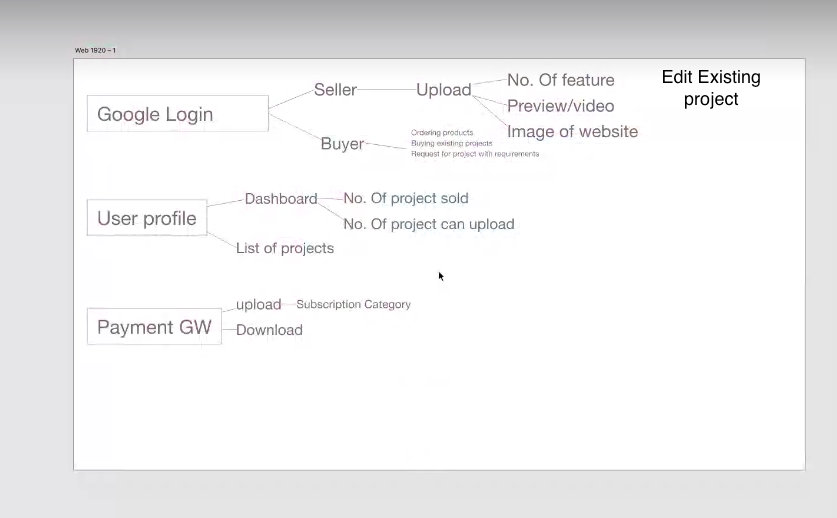 Web 1920 – 1
Google Login
Seller
Upload
No. Of feature
Preview/video
Image of website
Edit Existing
project
Buyer
Ordering products
Buying existing projects
Request for project with requirements
User profile
Dashboard
No. Of project sold
No. Of project can upload
List of projects
Payment GW
upload
Subscription Category
Download